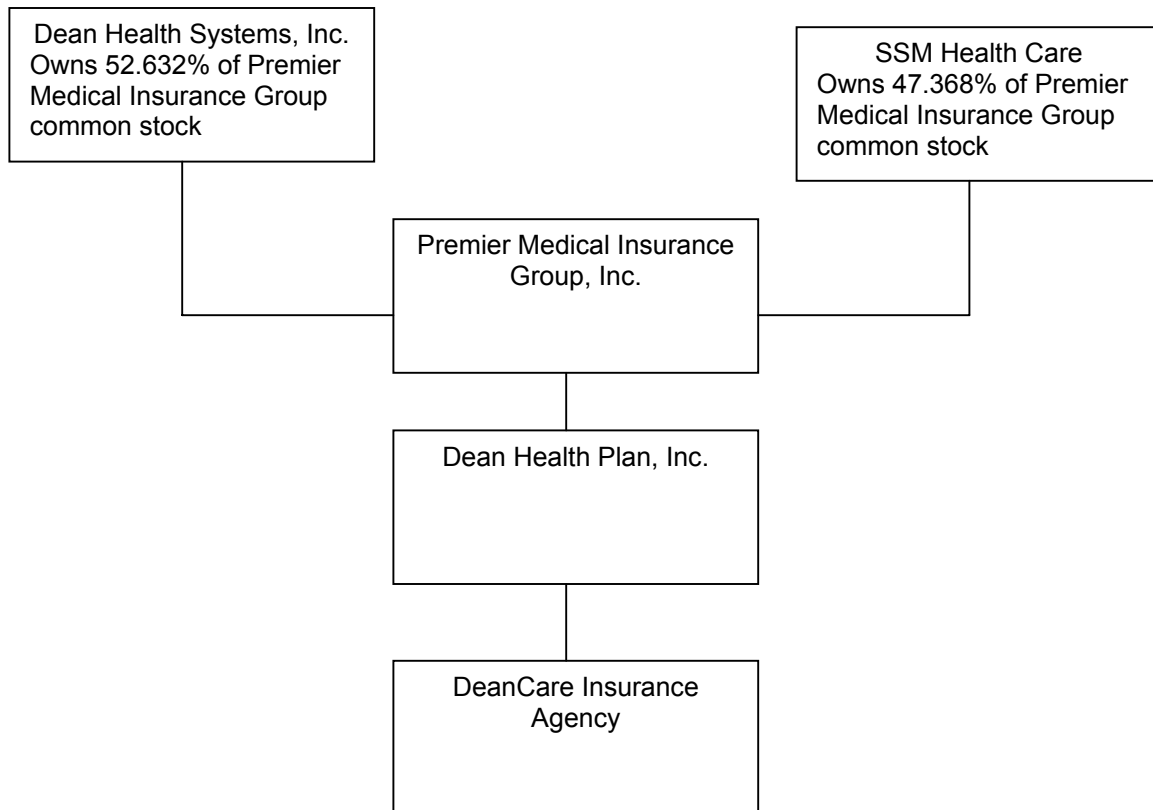 Dean Health Systems, Inc.
Owns 52.632% of Premier
Medical Insurance Group
common stock
SSM Health Care
Owns 47.368% of Premier
Medical Insurance Group
common stock
Premier Medical Insurance
Group, Inc.
Dean Health Plan, Inc.
DeanCare Insurance
Agency